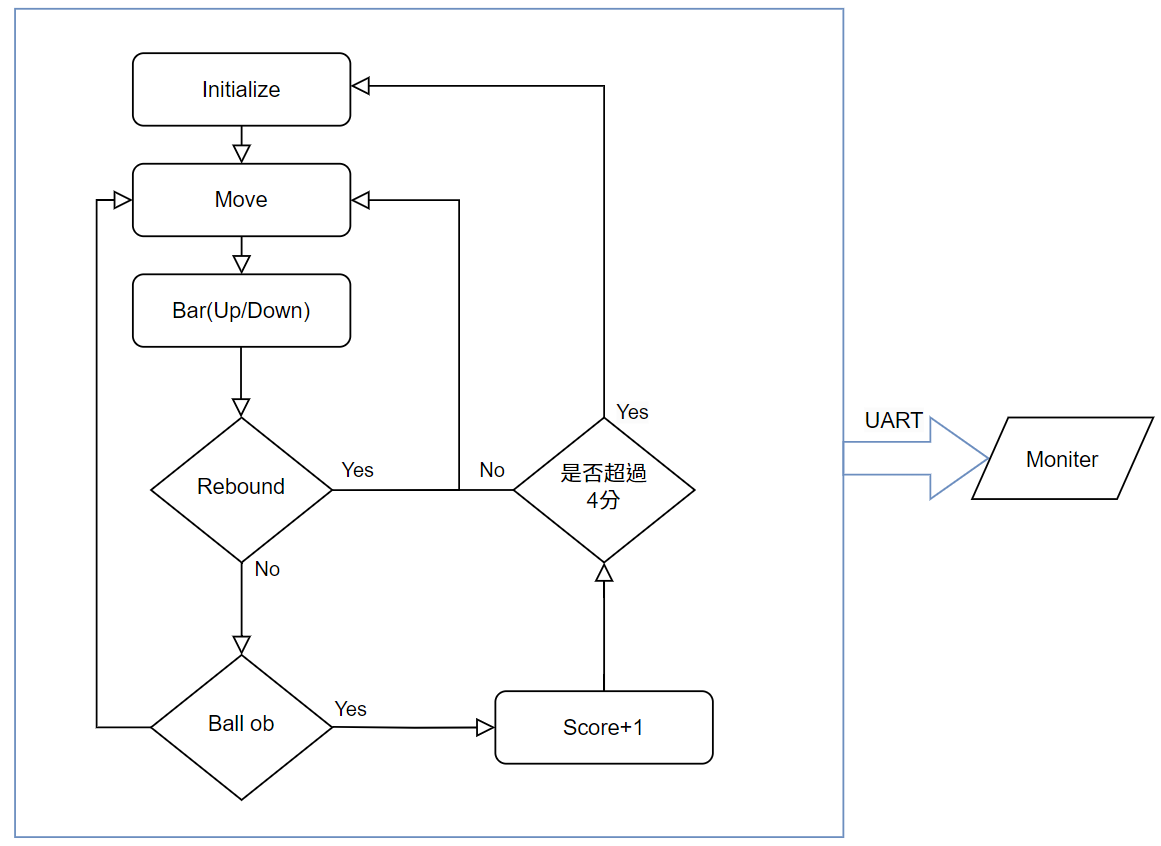 Initialize
Move
Bar(Up/Down)
Rebound
Yes
No
Ball ob
Yes
Score+1
No
是否超過
4分
Yes
UART
Moniter